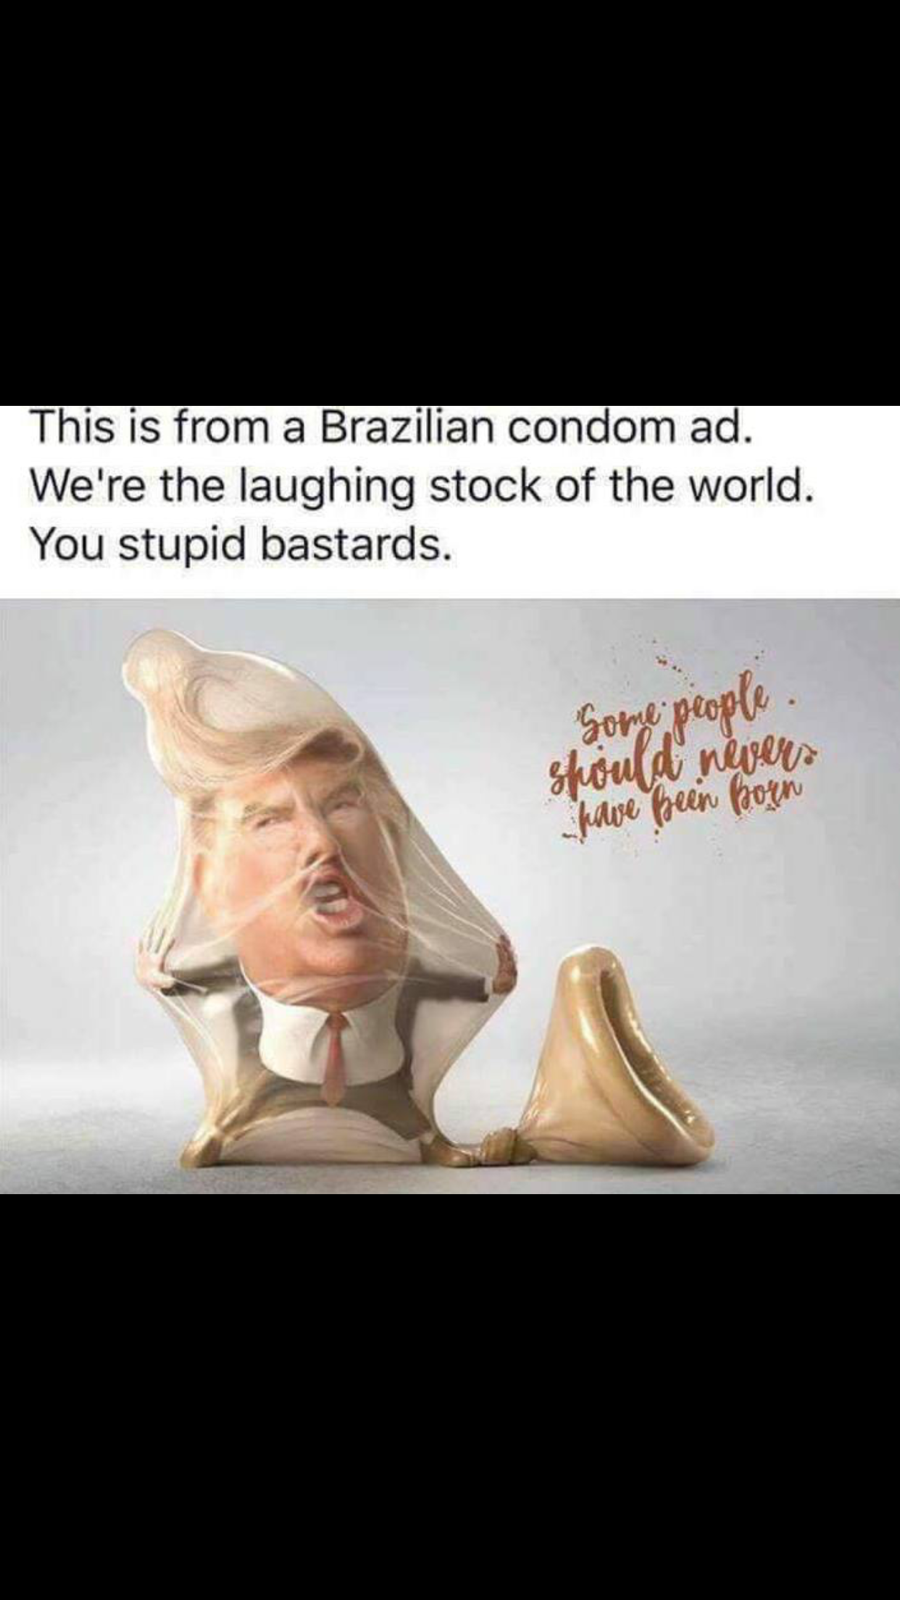 This is from a Brazilian condom ad.
We're the laughing stock of the world.
You stupid bastards.
Some people
should never
have been born